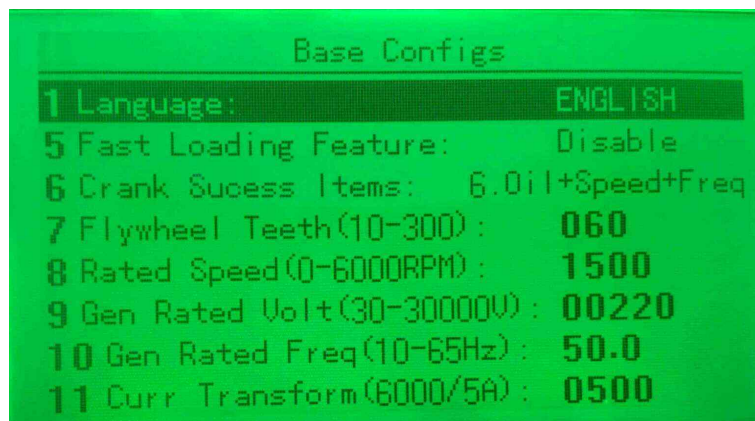 Base Configs
1 Language: ENGLISH
5 Fast Loading Feature: Disable
6 Crank Sucess Items: 6.Oil+Speed+Freq
7 Flywheel Teeth(10-300): 060
8 Rated Speed(0-6000RPM): 1500
9 Gen Rated Volt(30-30000V): 00220
10 Gen Rated Freq(10-65Hz): 50.0
11 Curr Transform(6000/5A): 0500